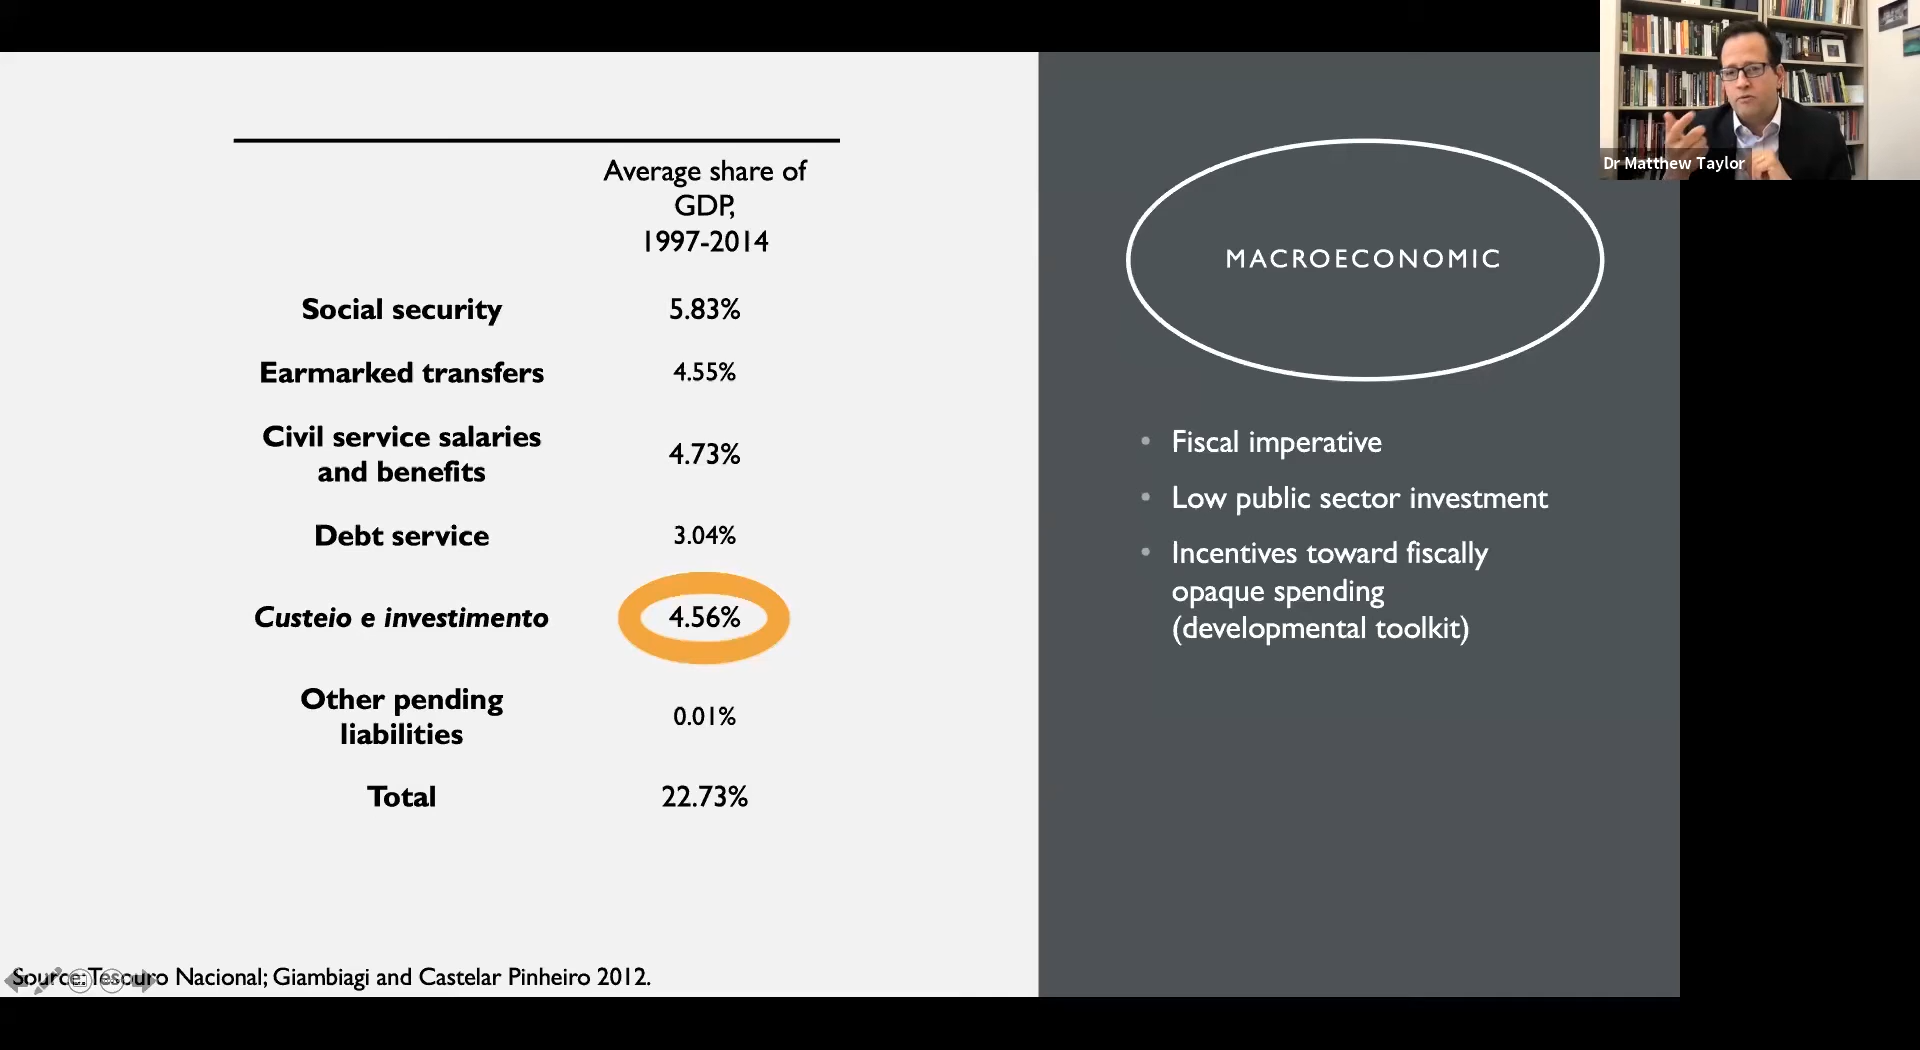 Average share of
GDP,
1997-2014
Social security 5.83%
Earmarked transfers 4.55%
Civil service salaries
and benefits 4.73%
Debt service 3.04%
Custeio e investimento 4.56%
Other pending
liabilities 0.01%
Total 22.73%
Source: Tesouro Nacional; Giambiagi and Castelar Pinheiro 2012.
MACROECONOMIC
• Fiscal imperative
• Low public sector investment
• Incentives toward fiscally
opaque spending
(developmental toolkit)
Dr Matthew Taylor